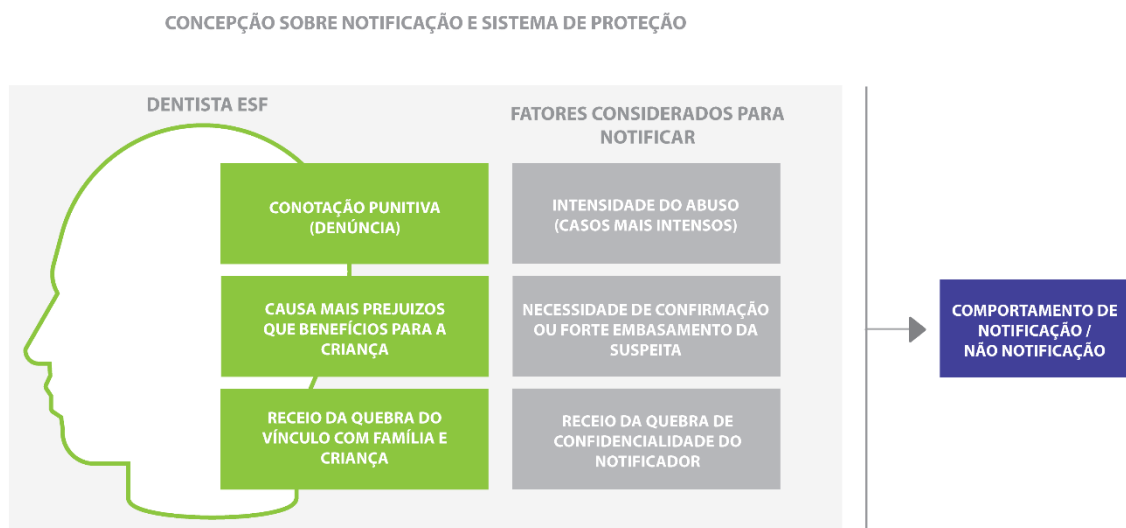 CONCEPÇÃO SOBRE NOTIFICAÇÃO E SISTEMA DE PROTEÇÃO
DENTISTA ESF
FATORES CONSIDERADOS PARA
NOTIFICAR
CONOTAÇÃO PUNITIVA
(DENÚNCIA)
INTENSIDADE DO ABUSO
(CASOS MAIS INTENSOS)
CAUSA MAIS PREJUIZOS
QUE BENEFÍCIOS PARA A
CRIANÇA
NECESSIDADE DE CONFIRMAÇÃO
OU FORTE EMBASAMENTO DA
SUSPEITA
RECEIO DA QUEBRA DO
VÍNCULO COM FAMÍLIA E
CRIANÇA
RECEIO DA QUEBRA DE
CONFIDENCIALIDADE DO
NOTIFICADOR
COMPORTAMENTO DE
NOTIFICAÇÃO /
NÃO NOTIFICAÇÃO